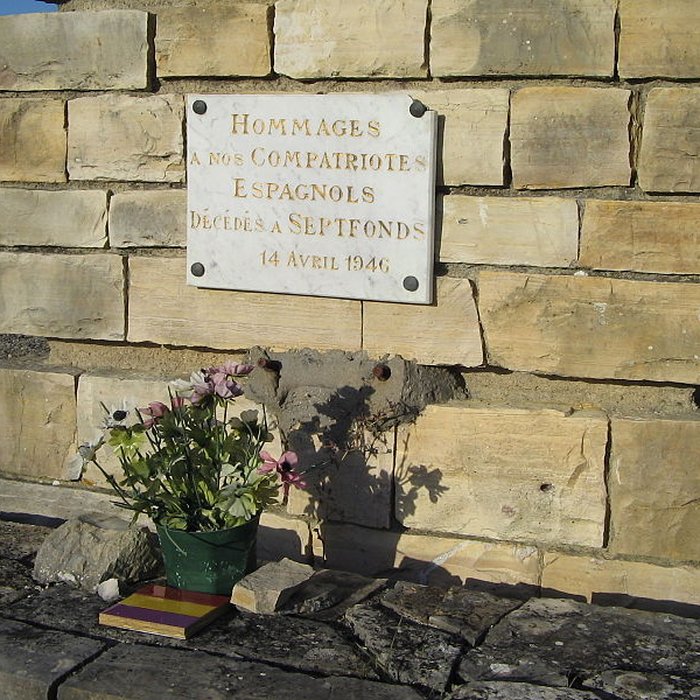 HOMMAGES
A NOS COMPATRIOTES
ESPAGNOLS
DÉCÉDÉS A SEPTFONDS
14 AVRIL 1946